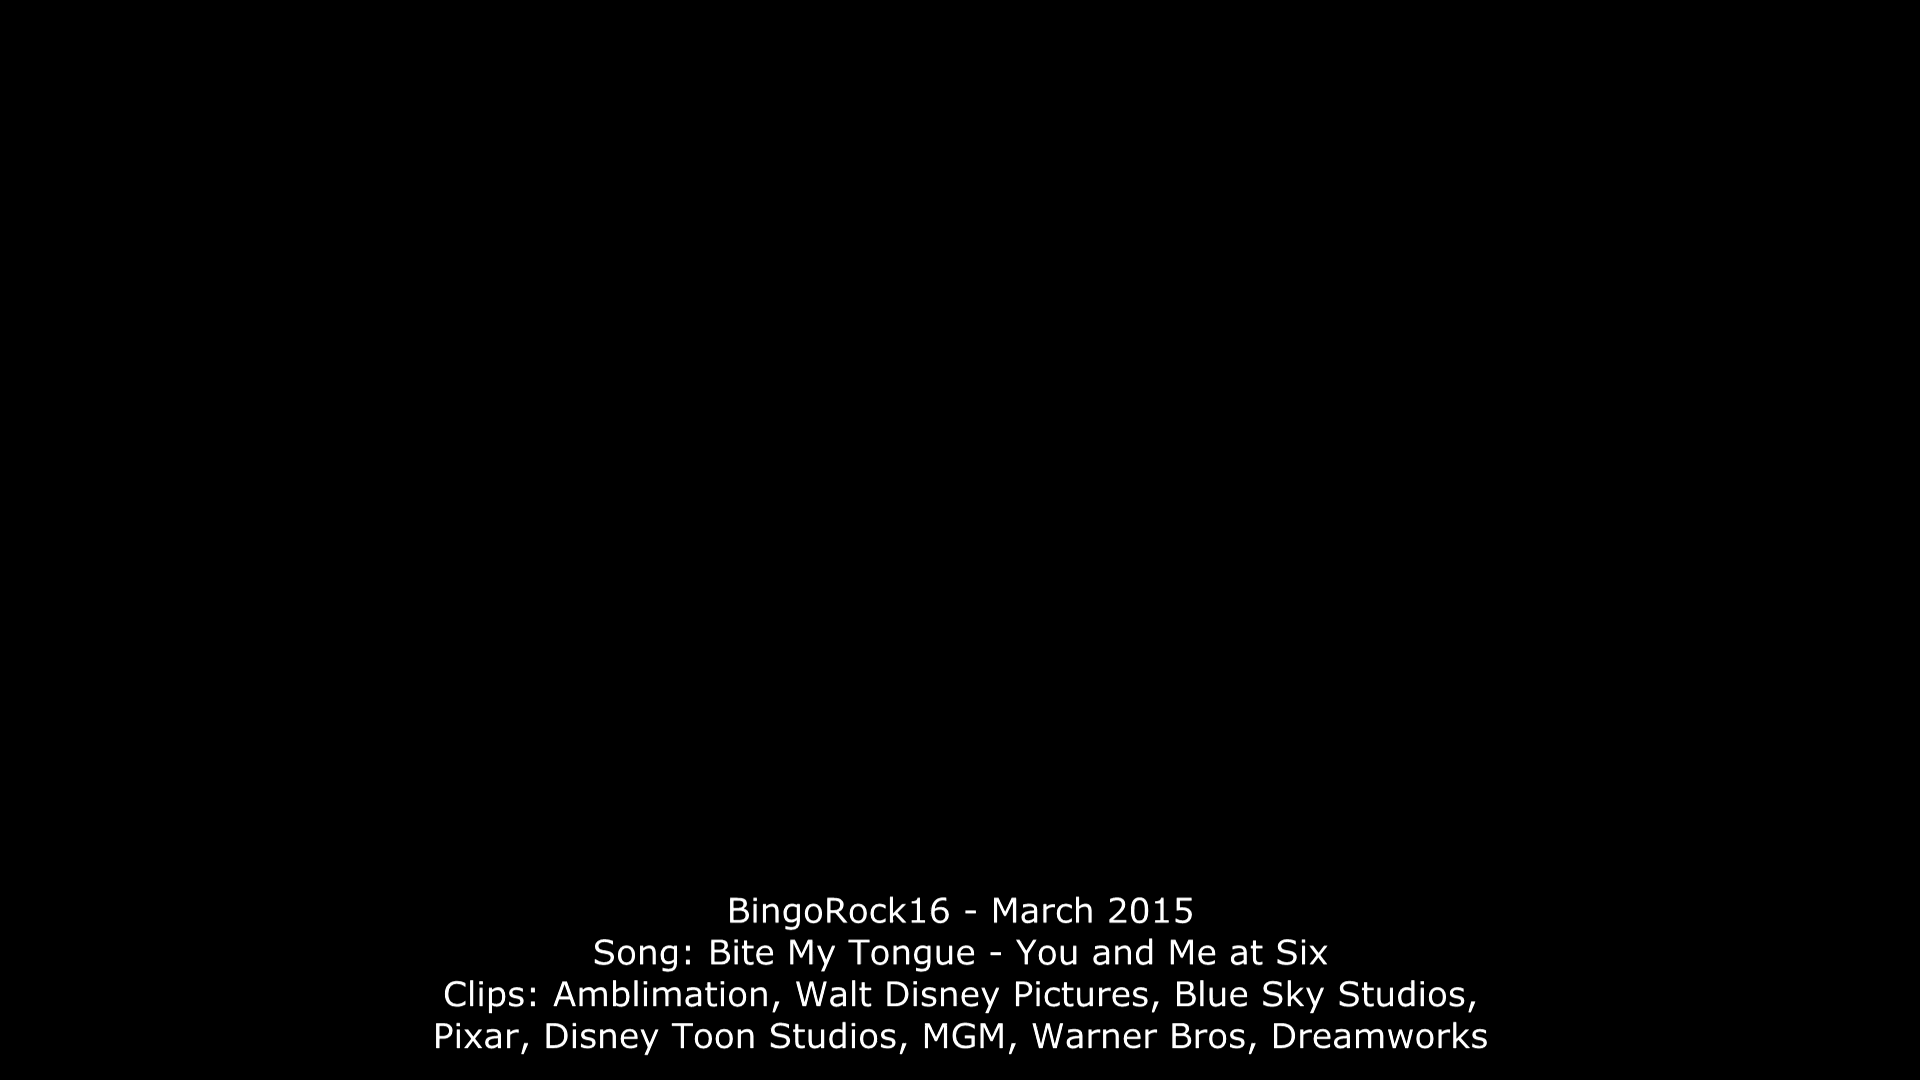 BingoRock16 - March 2015
Song: Bite My Tongue - You and Me at Six
Clips: Amblimation, Walt Disney Pictures, Blue Sky Studios,
Pixar, Disney Toon Studios, MGM, Warner Bros, Dreamworks